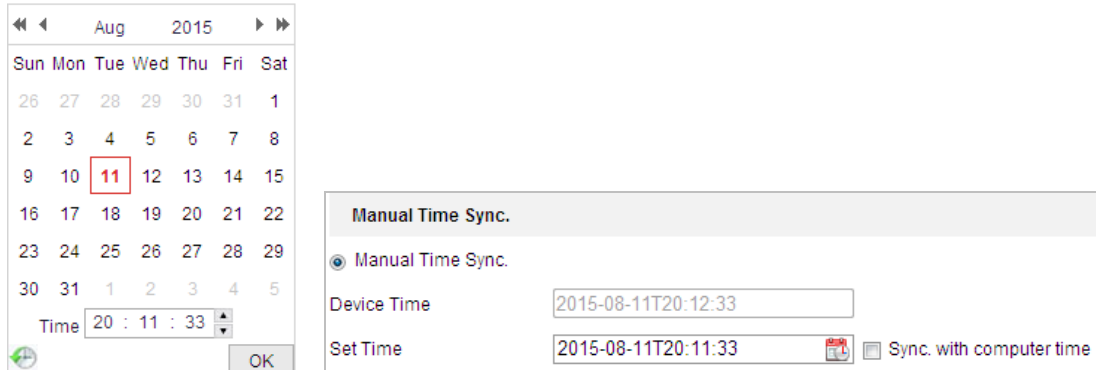 Aug 2015
Sun Mon Tue Wed Thu Fri Sat
26 27 28 29 30 31 1
2 3 4 5 6 7 8
9 10 11 12 13 14 15
16 17 18 19 20 21 22
23 24 25 26 27 28 29
30 31 1 2 3 4 5
Time 20 : 11 : 33
OK
Manual Time Sync.
Manual Time Sync.
Device Time 2015-08-11T20:12:33
Set Time 2015-08-11T20:11:33 Sync. with computer time